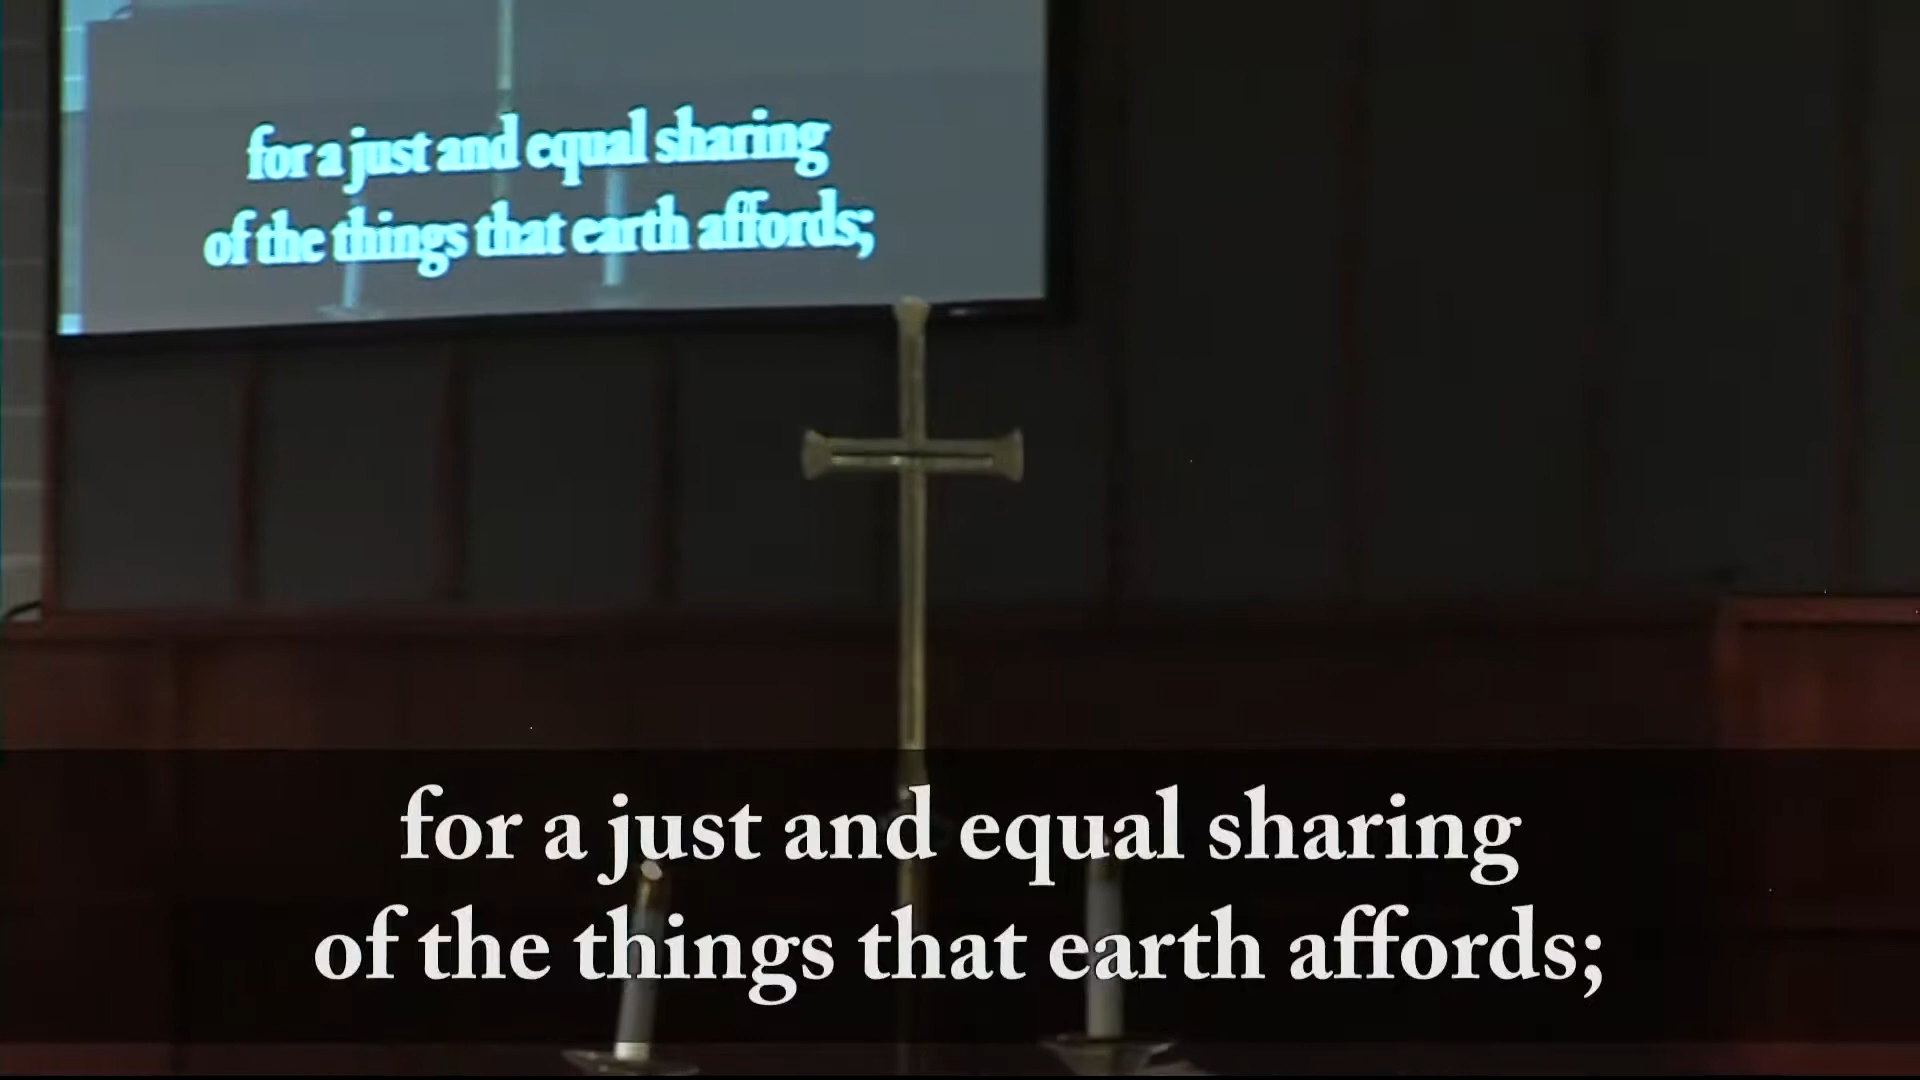 for a just and equal sharing
of the things that earth affords;
for a just and equal sharing
of the things that earth affords;